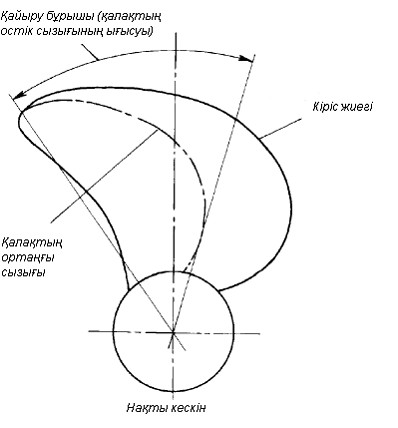 Қайыру бұрышы (қалақтың
остік сызығының ығысуы)
Кіріс жиегі
Қалақтың
ортаңғы
сызығы
Нақты кескін